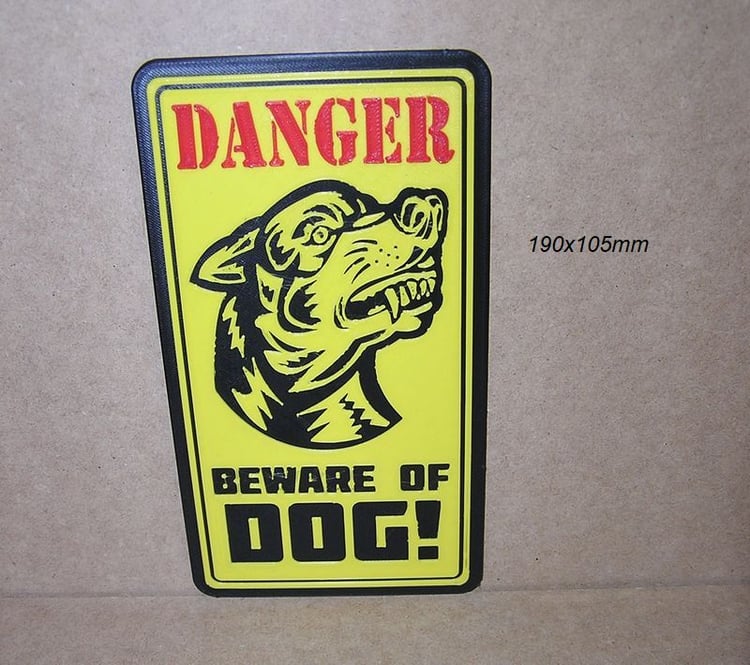 DANGER
190x105mm
BEWARE OF
DOG!